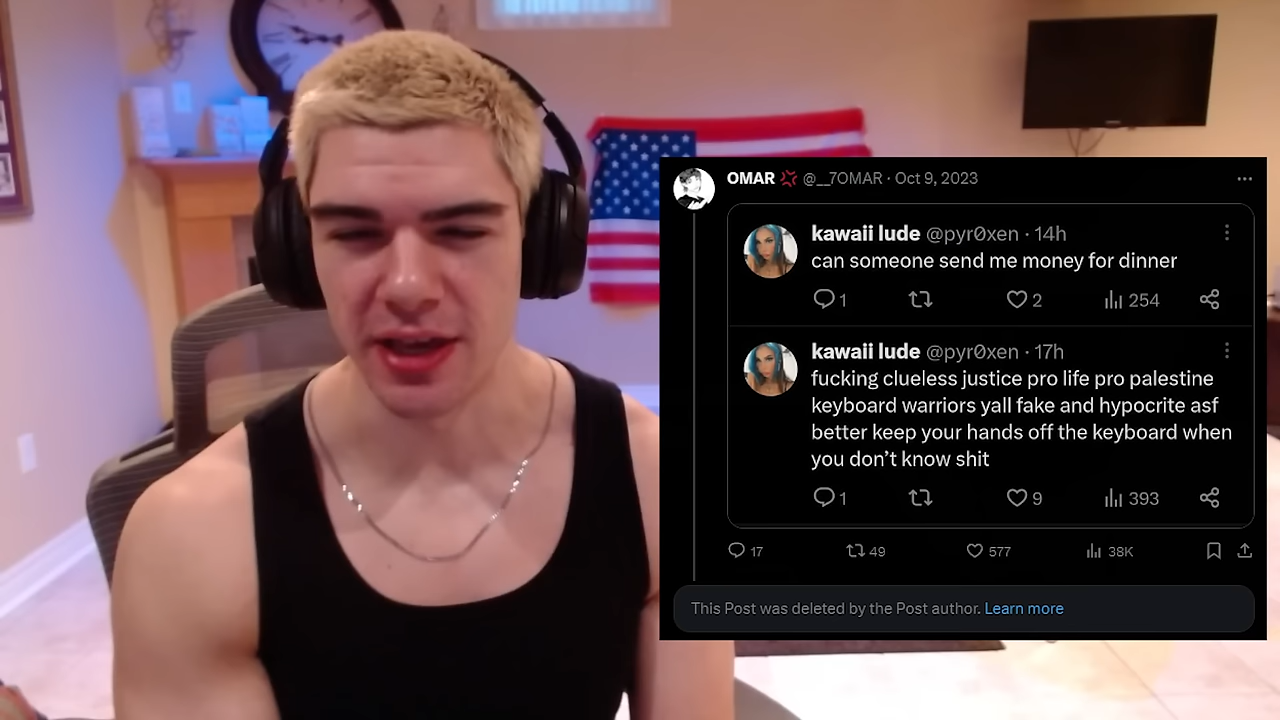 OMAR 💢 @__7OMAR · Oct 9, 2023
kawaii lude @pyr0xen · 14h
can someone send me money for dinner
1 2 254
kawaii lude @pyr0xen · 17h
fucking clueless justice pro life pro palestine
keyboard warriors yall fake and hypocrite asf
better keep your hands off the keyboard when
you don't know shit
1 9 393
17 49 577 38K
This Post was deleted by the Post author. Learn more